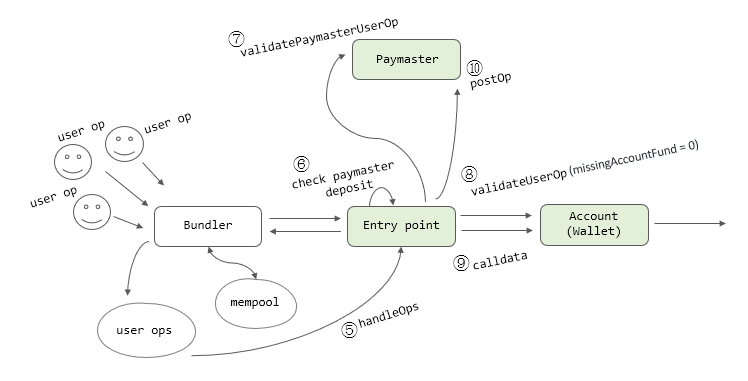 ⑦
validatePaymasterUserOp
Paymaster
⑩
postOp
user op
user op
user op
⑥
check paymaster
deposit
⑧
validateUserOp (missingAccountFund = 0)
Bundler
Entry point
Account
(Wallet)
⑨ calldata
mempool
user ops
⑤ handleOps